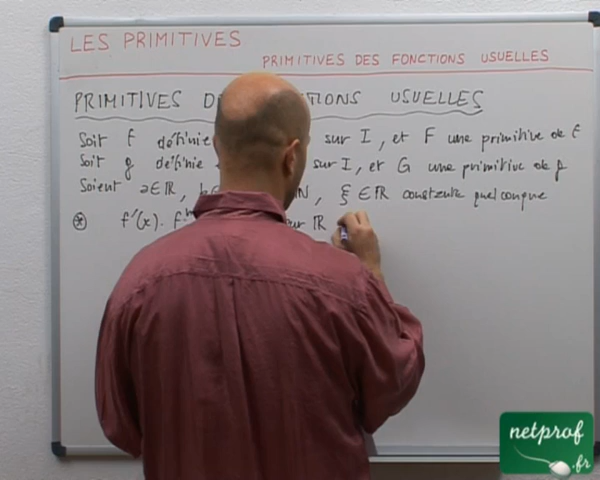 LES PRIMITIVES
PRIMITIVES DES FONCTIONS USUELLES
PRIMITIVES D TIONS USUELLES
Soit f définie sur I, et F une primitive de f
Soit g définie sur I, et G une primitive de g
Soient a∈ℝ, b∈ N, ξ∈ℝ constante quelconque
⊛ f'(x). f sur ℝ
netprof
.fr